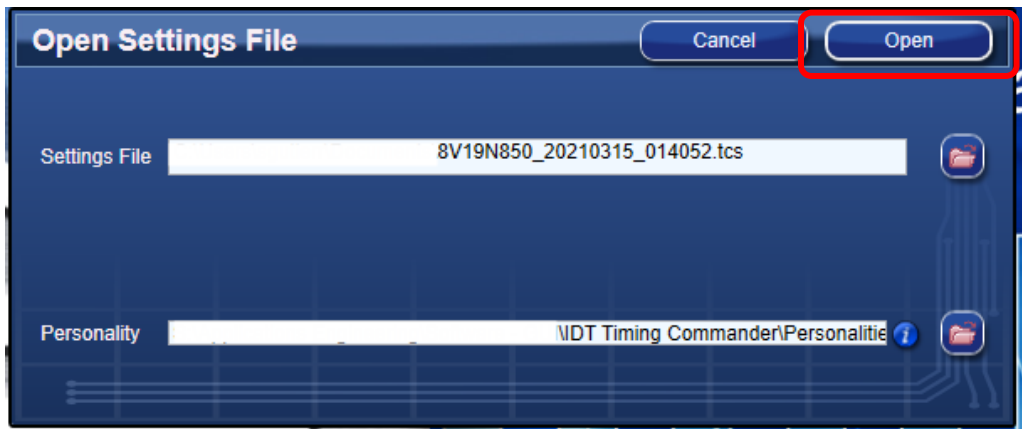 Open Settings File Cancel Open
Settings File 8V19N850_20210315_014052.tcs
Personality \IDT Timing Commander\Personalitie i